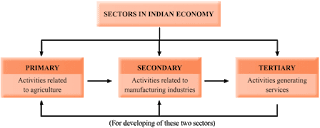 SECTORS IN INDIAN ECONOMY
PRIMARY
Activities related
to agriculture
SECONDARY
Activities related to
manufacturing industries
TERTIARY
Activities generating
services
(For developing of these two sectors)